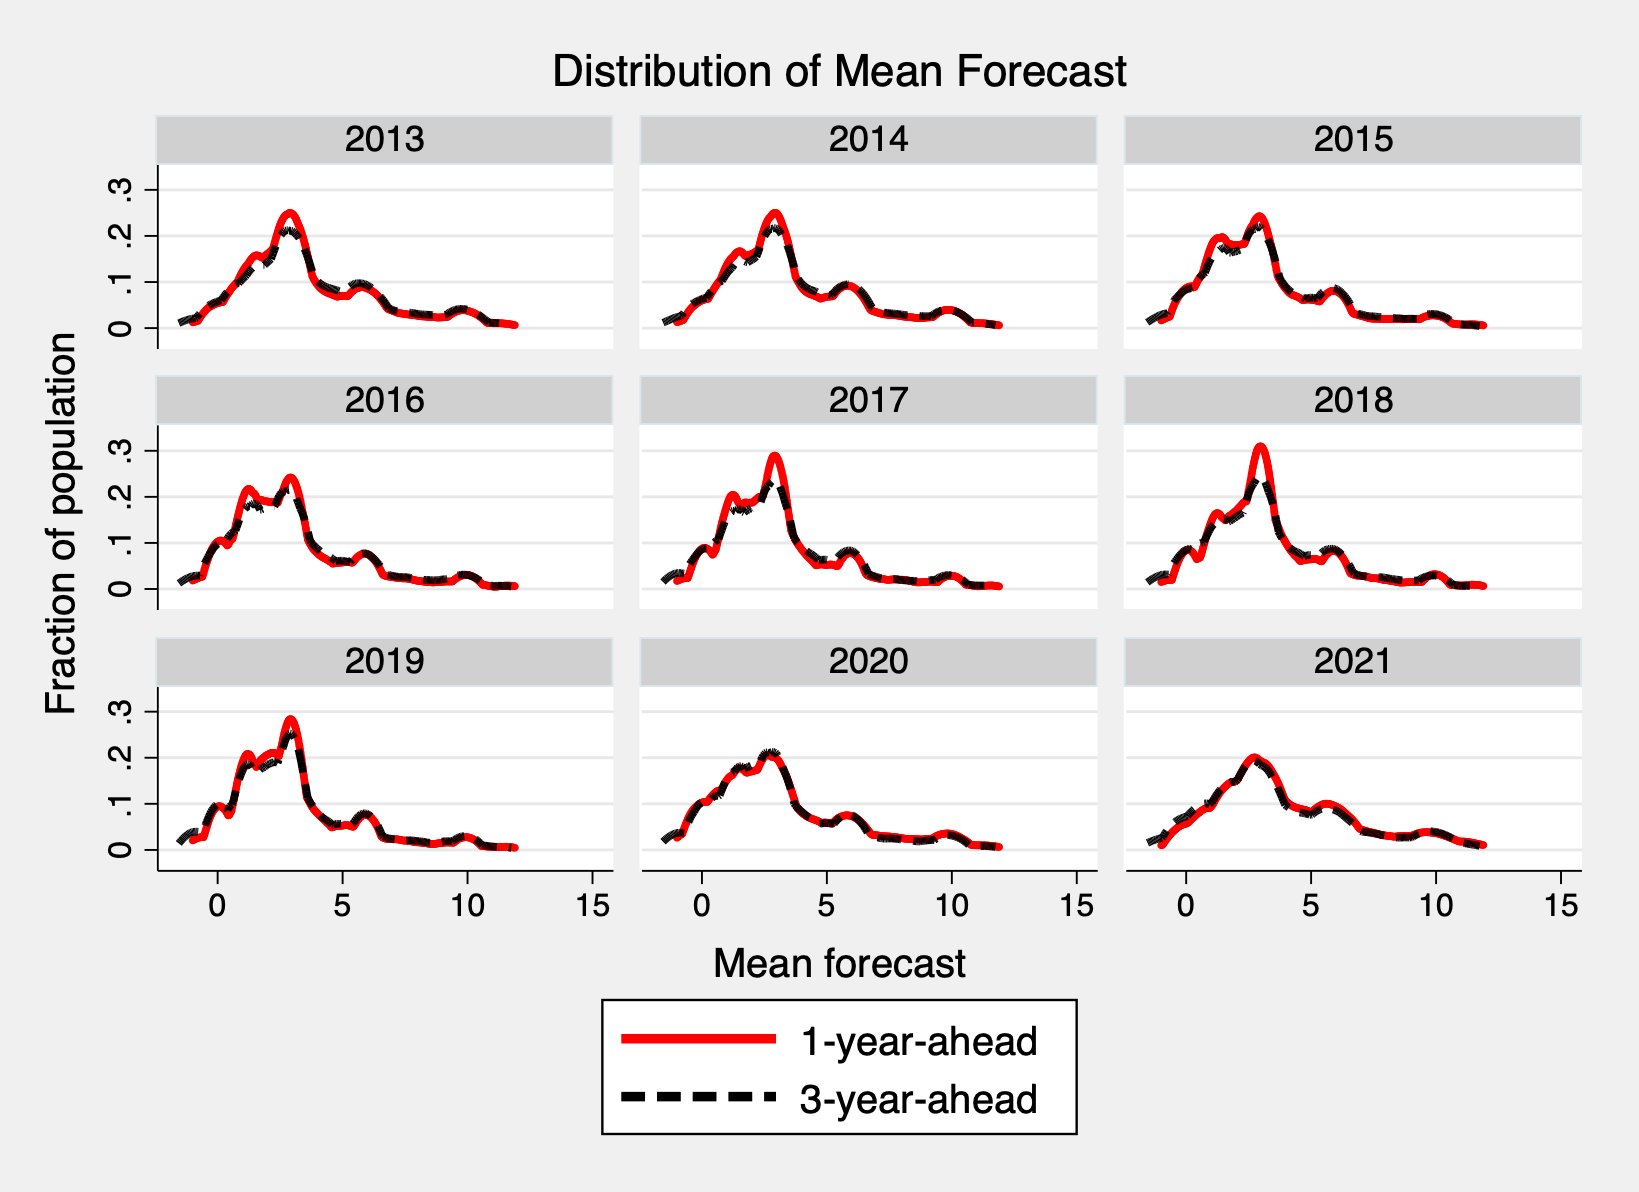 Distribution of Mean Forecast
2013 2014 2015
.3
.2
.1
0
2016 2017 2018
.3
.2
.1
0
2019 2020 2021
.3
.2
.1
0
0 5 10 15 0 5 10 15 0 5 10 15
Fraction of population
Mean forecast
1-year-ahead
3-year-ahead